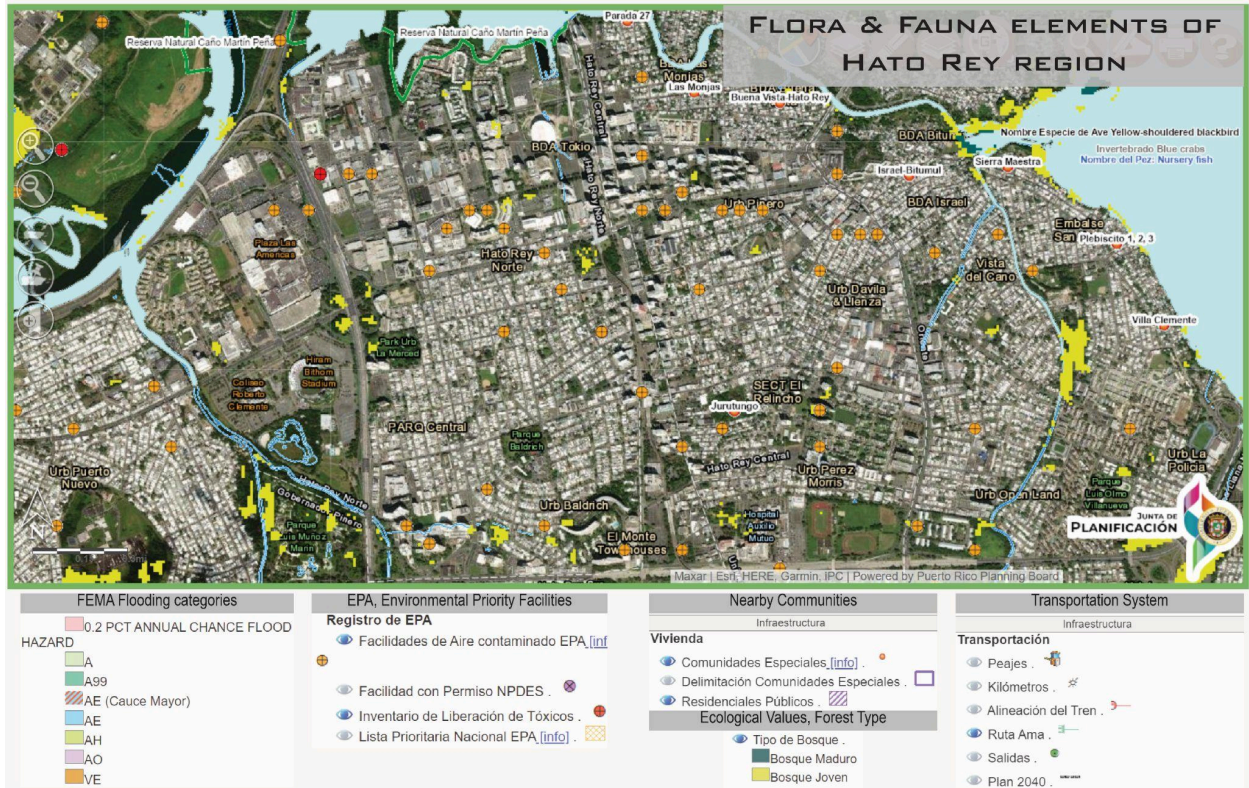 FLORA & FAUNA ELEMENTS OF
HATO REY REGION
Parada 27
Reserva Natural Caño Martín Peña
Reserva Natural Caño Martín Peña
Monjas
Las Monjas
Buena Vista-Hato Rey
Hato Rey Central
Hato Rey Norte
BDA Tokio
BDA Bitum
Nombre Especie de Ave Yellow-shouldered blackbird
Invertebrado Blue crabs
Nombre del Pez: Nursery fish
Sierra Maestra
Israel-Bitumul
BDA Israel
Urb Pinero
Embalse
San
Plebiscito 1, 2, 3
Plaza Las
Americas
Hato Rey
Norte
Vista
del Cano
Urb Davila
& Llenza
Villa Clemente
Park Urb
La Merced
Hiram
Bithorn
Stadium
Coliseo
Roberto
Clemente
SECT El
Relincho
Jurutungo
PARQ Central
Parque
Baldrich
Hato Rey Central
Urb Perez
Morris
Urb Puerto
Nuevo
Urb La
Policia
Hato Rey Norte
Gobernador Pinero
Urb Open Land
Parque
Luis Olmo
Villanueva
Parque
Luis Muñoz
Marin
Urb Baldrich
El Monte
Townhouses
Hospital
Auxilio
Mutuo
JUNTA DE
PLANIFICACIÓN
Maxar | Esri, HERE, Garmin, IPC | Powered by Puerto Rico Planning Board
FEMA Flooding categories
0.2 PCT ANNUAL CHANCE FLOOD
HAZARD
A
A99
AE (Cauce Mayor)
AE
AH
AO
VE
EPA, Environmental Priority Facilities
Registro de EPA
Facilidades de Aire contaminado EPA [inf
Facilidad con Permiso NPDES .
Inventario de Liberación de Tóxicos .
Lista Prioritaria Nacional EPA [info] .
Nearby Communities
Infraestructura
Vivienda
Comunidades Especiales [info] .
Delimitación Comunidades Especiales .
Residenciales Públicos .
Ecological Values, Forest Type
Tipo de Bosque .
Bosque Maduro
Bosque Joven
Transportation System
Infraestructura
Transportación
Peajes .
Kilómetros .
Alineación del Tren .
Ruta Ama .
Salidas .
Plan 2040 .